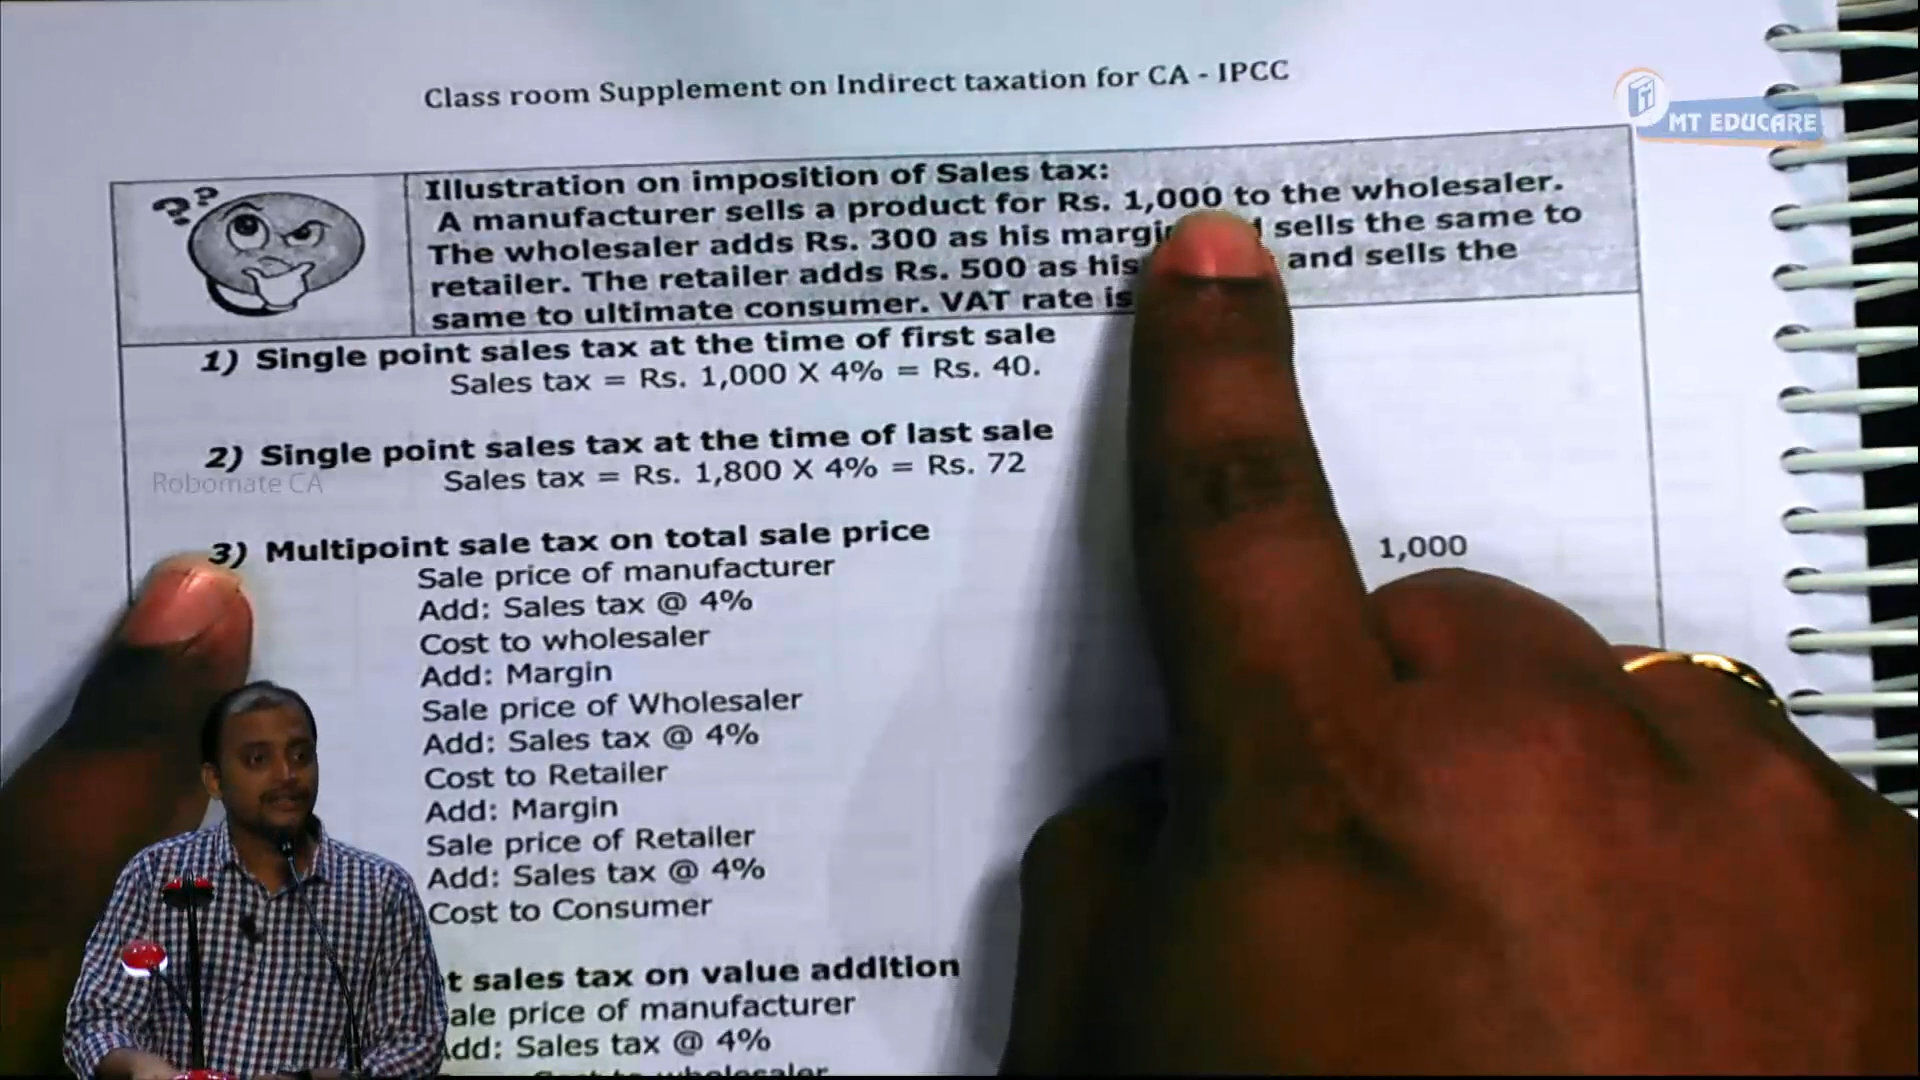 Class room Supplement on Indirect taxation for CA - IPCC
MT EDUCARE
??
Illustration on imposition of Sales tax:
A manufacturer sells a product for Rs. 1,000 to the wholesaler.
The wholesaler adds Rs. 300 as his sells the same to
retailer. The retailer adds Rs. 500 as his and sells the
same to ultimate consumer. VAT rate is
1) Single point sales tax at the time of first sale
Sales tax = Rs. 1,000 X 4% = Rs. 40.
2) Single point sales tax at the time of last sale
Robomate CA
Sales tax = Rs. 1,800 X 4% = Rs. 72
3) Multipoint sale tax on total sale price
Sale price of manufacturer 1,000
Add: Sales tax @ 4%
Cost to wholesaler
Add: Margin
Sale price of Wholesaler
Add: Sales tax @ 4%
Cost to Retailer
Add: Margin
Sale price of Retailer
Add: Sales tax @ 4%
Cost to Consumer
sales tax on value addition
price of manufacturer
Sales tax @ 4%